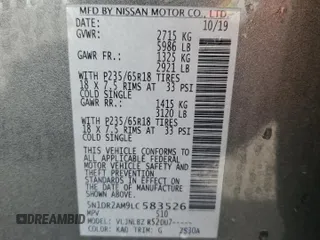 MFD BY NISSAN MOTOR CO., LTD.
DATE: 10/19
GVWR: 2715 KG
5986 LB
GAWR FR: 1325 KG
2921 LB
WITH P235/65R18 TIRES
18 X 7.5 RIMS AT 33 PSI
COLD SINGLE
GAWR RR: 1415 KG
3120 LB
WITH P235/65R18 TIRES
18 X 7.5 RIMS AT 33 PSI
COLD SINGLE
THIS VEHICLE CONFORMS TO ALL
APPLICABLE FEDERAL
MOTOR VEHICLE SAFETY AND
THEFT PREVENTION
STANDARDS IN EFFECT ON THE
DATE OF MANUFACTURE
SHOWN ABOVE.
5N1DR2AM9LC583526
MPV S10
MODEL:
COLOR: KAD TRIM: G
DREAMBID